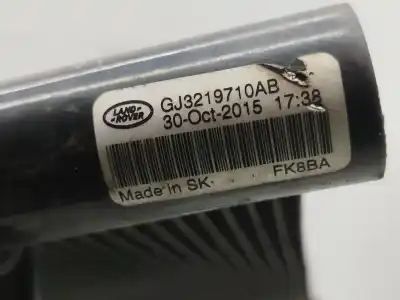 LAND-
ROVER
GJ3219710AB
30-Oct-2015 17:38
Made in SK
FK8BA